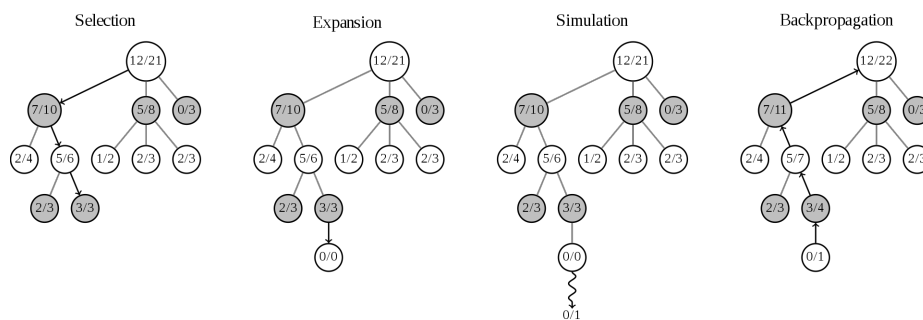 Selection Expansion Simulation Backpropagation
12/21 12/21 12/21 12/22
7/10 5/8 0/3 7/10 5/8 0/3 7/10 5/8 0/3 7/11 5/8 0/3
2/4 5/6 1/2 2/3 2/3 2/4 5/6 1/2 2/3 2/3 2/4 5/6 1/2 2/3 2/3 2/4 5/7 1/2 2/3 2/3
2/3 3/3 2/3 3/3 2/3 3/3 2/3 3/4
0/0 0/0 0/1
0/1